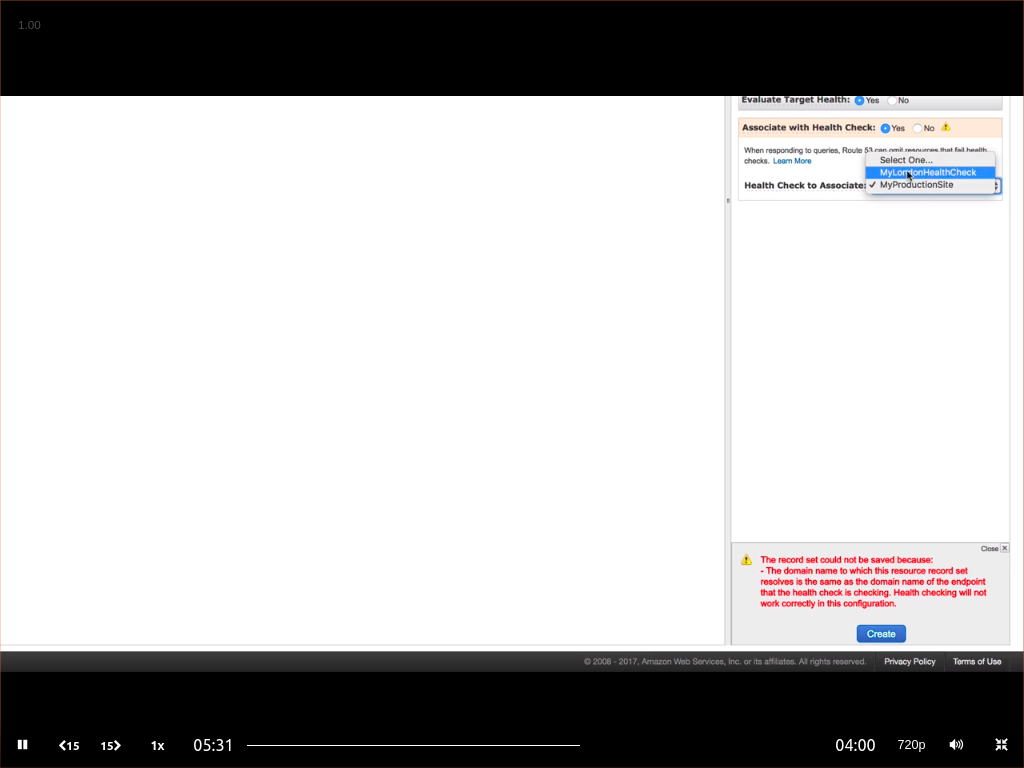 1.00
Evaluate Target Health: Yes No
Associate with Health Check: Yes No
When responding to queries, Route 53 can omit resources that fail health
checks. Learn More
Select One...
MyLondonHealthCheck
Health Check to Associate: ✓ MyProductionSite
Close
The record set could not be saved because:
- The domain name to which this resource record set
resolves is the same as the domain name of the endpoint
that the health check is checking. Health checking will not
work correctly in this configuration.
Create
© 2008 - 2017, Amazon Web Services, Inc. or its affiliates. All rights reserved. Privacy Policy Terms of Use
15 15 1x 05:31 04:00 720p